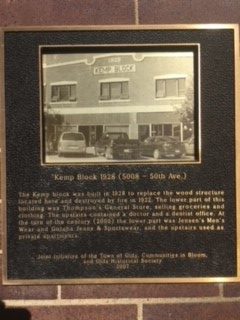 1928
KEMP BLOCK
"Kemp Block 1928 (5008 - 50th Ave.)
The Kemp block was built in 1928 to replace the wood structure
located here and destroyed by fire in 1922. The lower part of this
building was Thompson's General Store, selling groceries and
clothing. The upstairs contained a doctor and a dentist office. At
the turn of the century (2000) the lower part was Jensen's Men's
Wear and Jeans & Sportswear, and the upstairs used as
private apartments.
Joint Initiative of the Town of Olds, Communities in Bloom,
and Olds Historical Society
2007